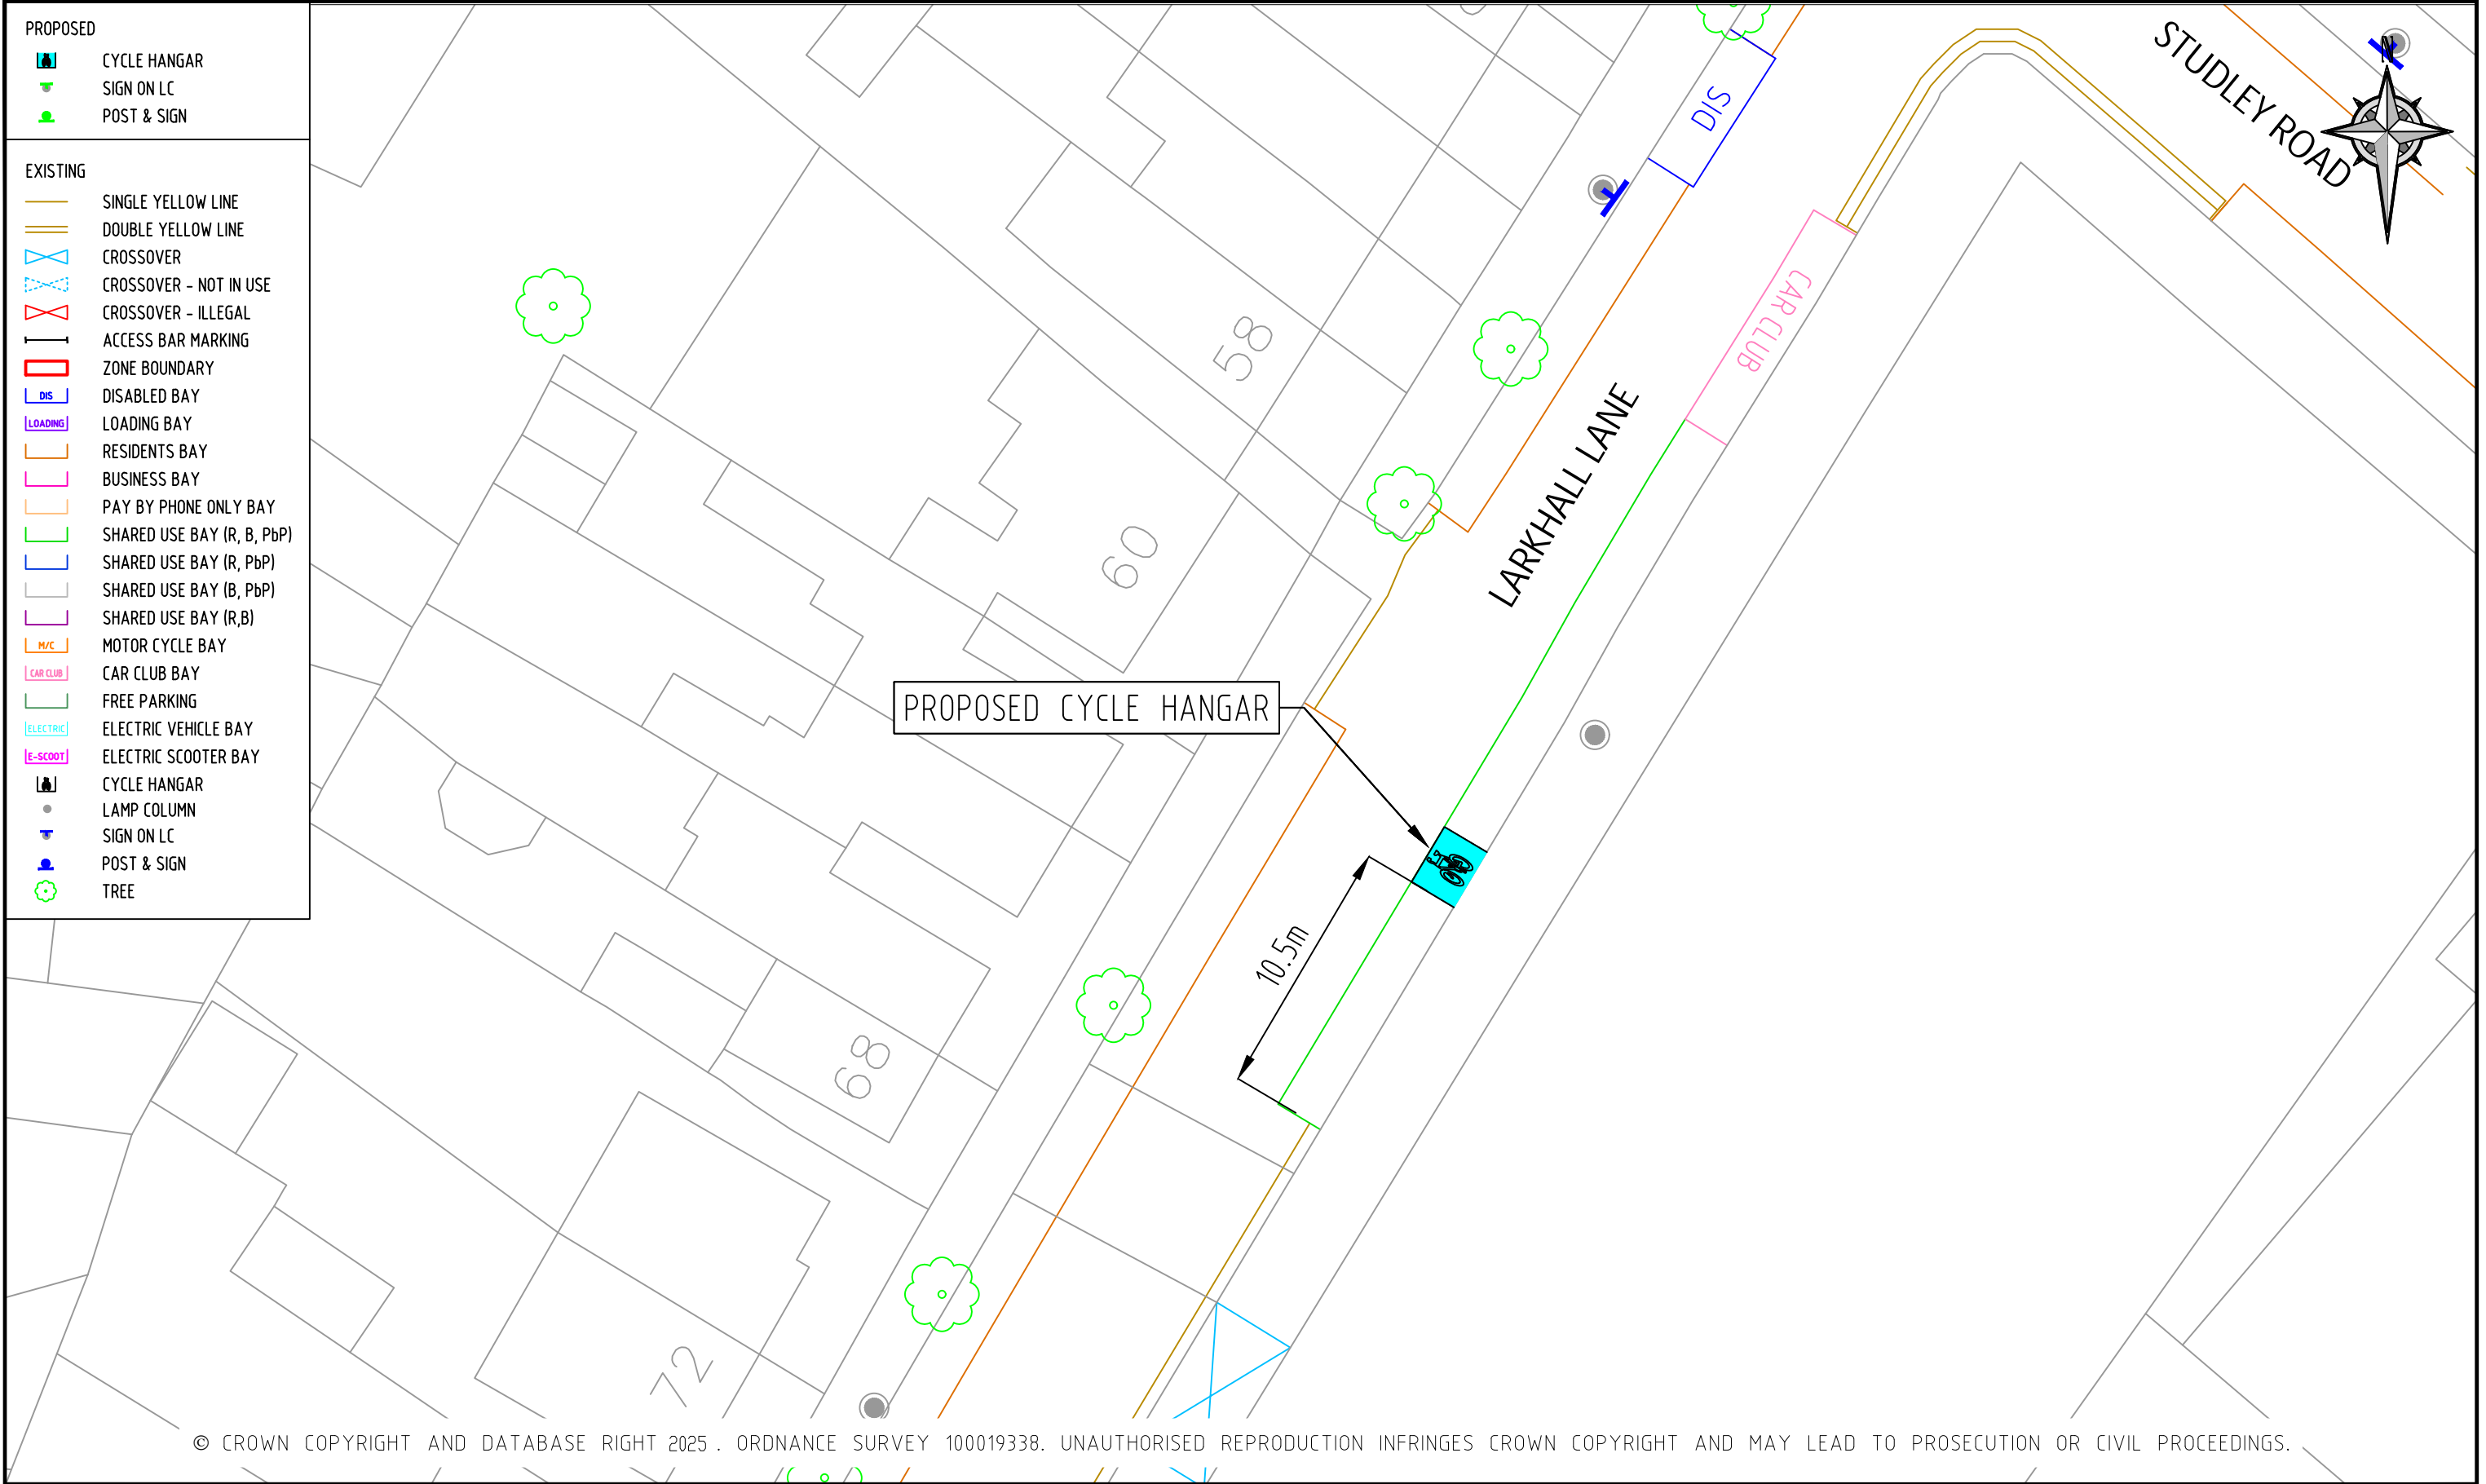 PROPOSED
CYCLE HANGAR
SIGN ON LC
POST & SIGN
EXISTING
SINGLE YELLOW LINE
DOUBLE YELLOW LINE
CROSSOVER
CROSSOVER - NOT IN USE
CROSSOVER - ILLEGAL
ACCESS BAR MARKING
ZONE BOUNDARY
DIS DISABLED BAY
LOADING LOADING BAY
RESIDENTS BAY
BUSINESS BAY
PAY BY PHONE ONLY BAY
SHARED USE BAY (R, B, PbP)
SHARED USE BAY (R, PbP)
SHARED USE BAY (B, PbP)
SHARED USE BAY (R,B)
M/C MOTOR CYCLE BAY
CAR CLUB CAR CLUB BAY
FREE PARKING
ELECTRIC ELECTRIC VEHICLE BAY
E-SCOOT ELECTRIC SCOOTER BAY
CYCLE HANGAR
LAMP COLUMN
SIGN ON LC
POST & SIGN
TREE
STUDLEY ROAD
N
DIS
CAR CLUB
58
LARKHALL LANE
60
PROPOSED CYCLE HANGAR
10.5m
68
72
© CROWN COPYRIGHT AND DATABASE RIGHT 2025. ORDNANCE SURVEY 100019338. UNAUTHORISED REPRODUCTION INFRINGES CROWN COPYRIGHT AND MAY LEAD TO PROSECUTION OR CIVIL PROCEEDINGS.